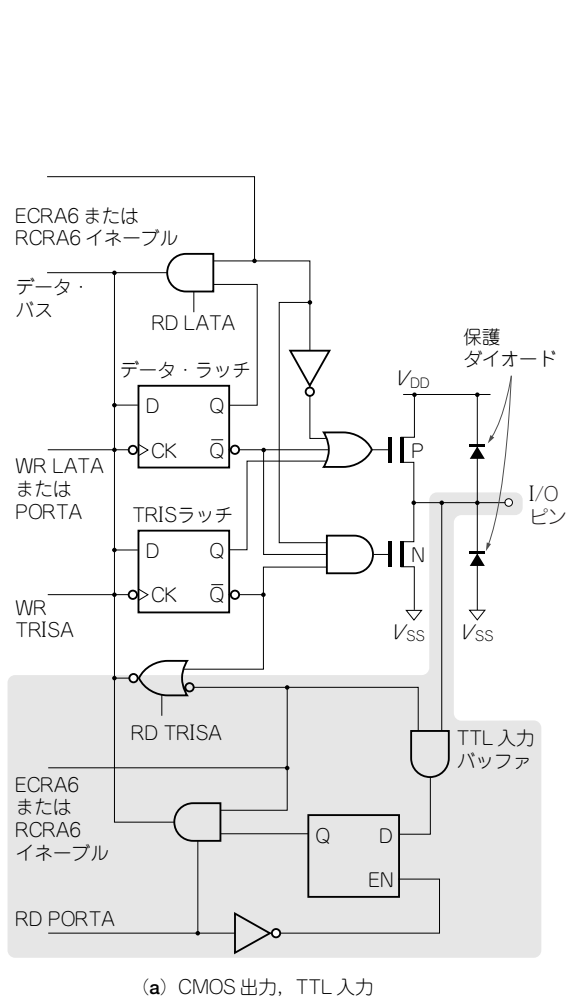 ECRA6 または
RCRA6 イネーブル
データ・
バス
RD LATA
データ・ラッチ
D
Q
CK
Q̅
WR LATA
または
PORTA
TRISラッチ
D
Q
CK
Q̅
WR
TRISA
保護
ダイオード
VDD
P
I/O
ピン
N
VSS
VSS
RD TRISA
TTL 入力
バッファ
ECRA6
または
RCRA6
イネーブル
Q
D
EN
RD PORTA
(a) CMOS 出力，TTL 入力